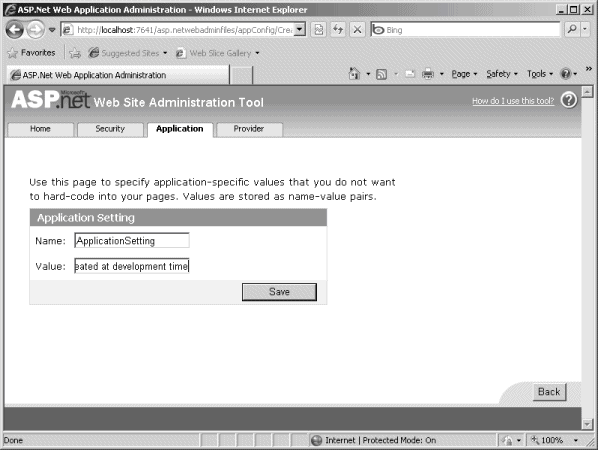 ASP.Net Web Application Administration - Windows Internet Explorer
http://localhost:7641/asp.netwebadminfiles/appConfig/Crea
Bing
Favorites
Suggested Sites
Web Slice Gallery
ASP.Net Web Application Administration
Page
Safety
Tools
»
Microsoft
ASP.net Web Site Administration Tool
How do I use this tool? ?
Home
Security
Application
Provider
Use this page to specify application-specific values that you do not want
to hard-code into your pages. Values are stored as name-value pairs.
Application Setting
Name: ApplicationSetting
Value: eated at development time
Save
Back
Done
Internet | Protected Mode: On
100%